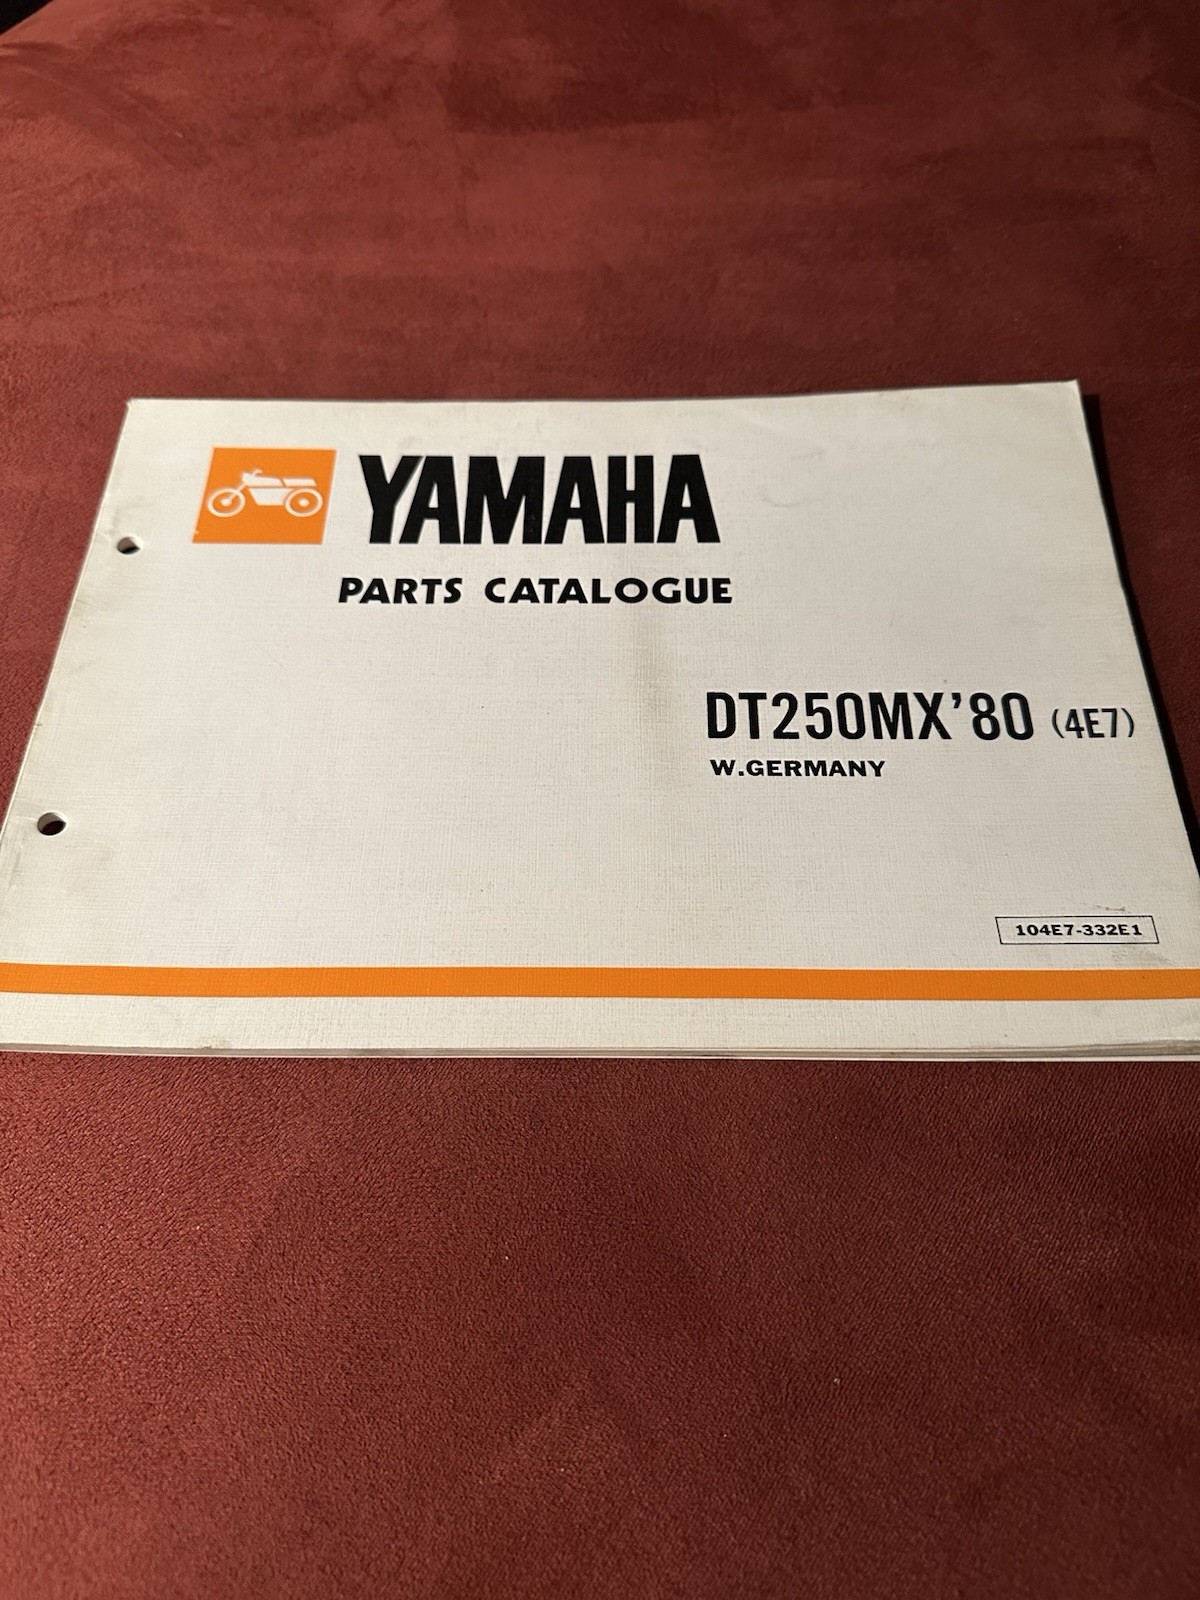 YAMAHA
PARTS CATALOGUE
DT250MX'80 (4E7)
W.GERMANY
104E7-332E1